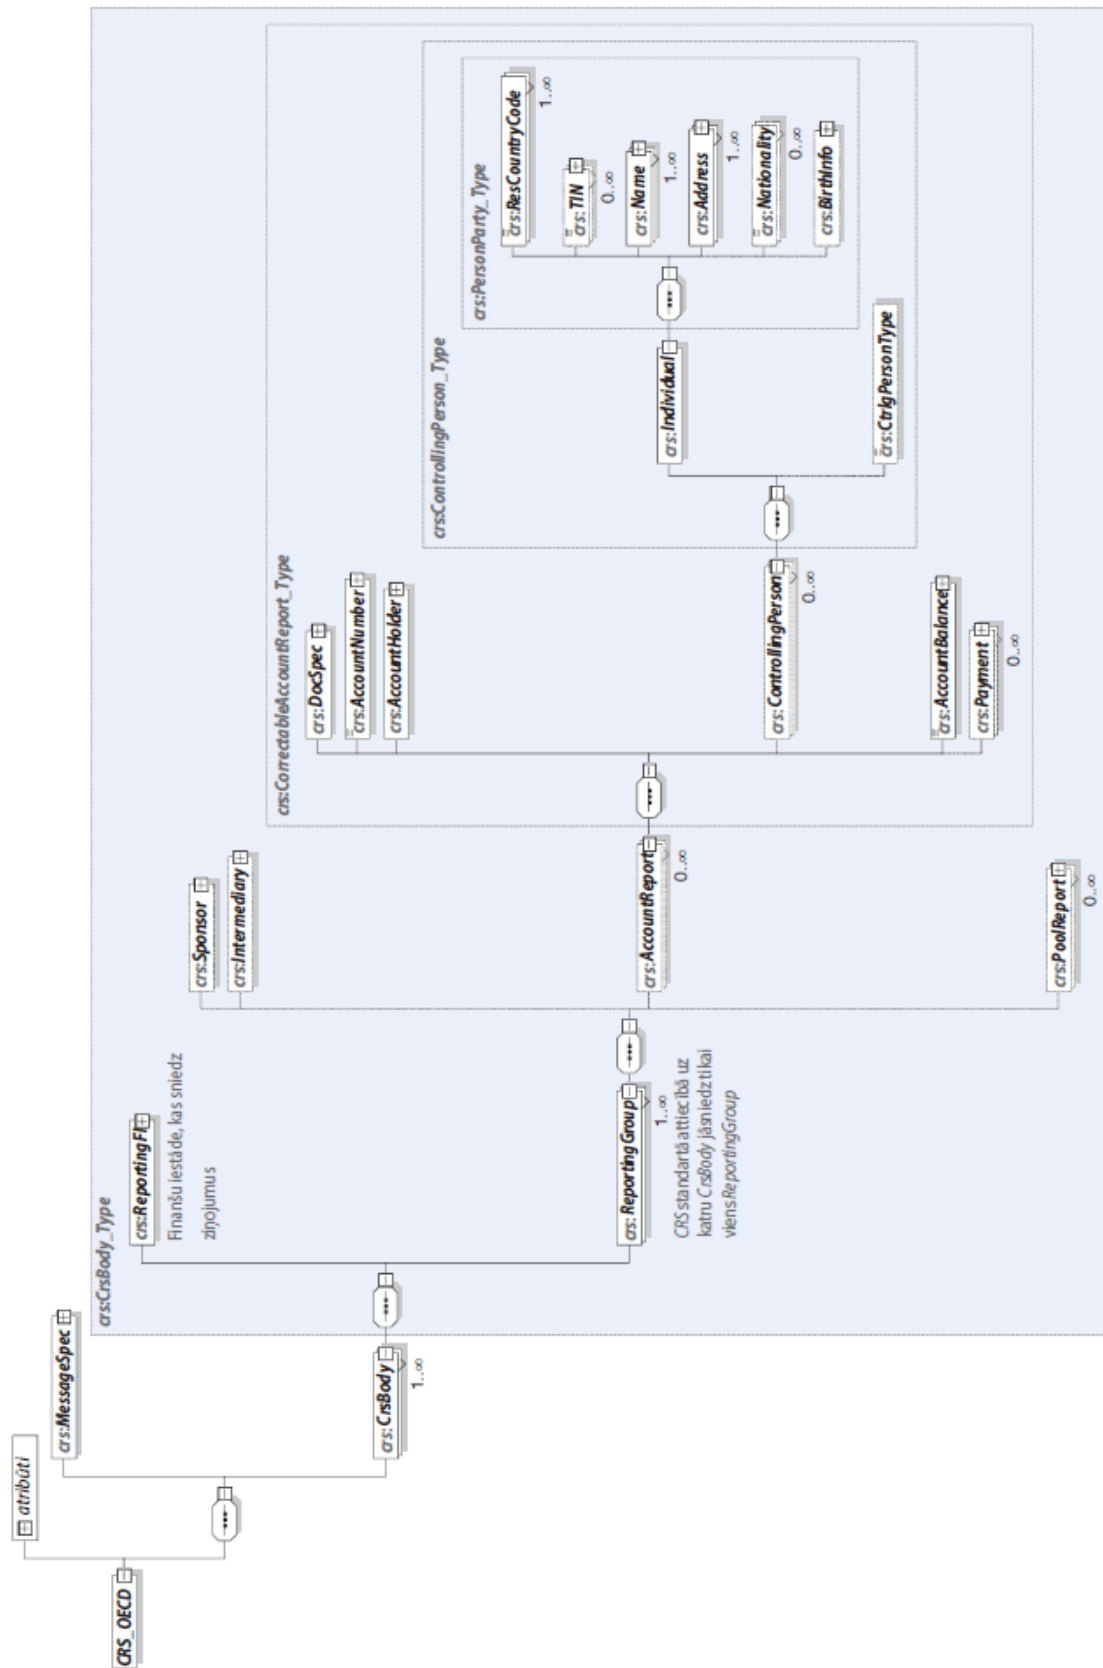 CRS_OECD
atribūti
crs:MessageSpec
crs:CrsBody
1..∞
crs:CrsBody_Type
crs:ReportingFI
Finanšu iestāde, kas sniedz
ziņojumus
crs:ReportingGroup
1..∞
CRS standartā attiecībā uz
katru CrsBody jāsniedz tikai
viens ReportingGroup
crs:Sponsor
crs:Intermediary
crs:AccountReport
0..∞
crs:PoolReport
0..∞
crs:CorrectableAccountReport_Type
crs:DocSpec
crs:AccountNumber
crs:AccountHolder
crs:ControllingPerson
0..∞
crs:AccountBalance
crs:Payment
0..∞
crs:ControllingPerson_Type
crs:Individual
crs:CtrlgPersonType
crs:PersonParty_Type
crs:ResCountryCode
1..∞
crs:TIN
0..∞
crs:Name
1..∞
crs:Address
1..∞
crs:Nationality
0..∞
crs:BirthInfo